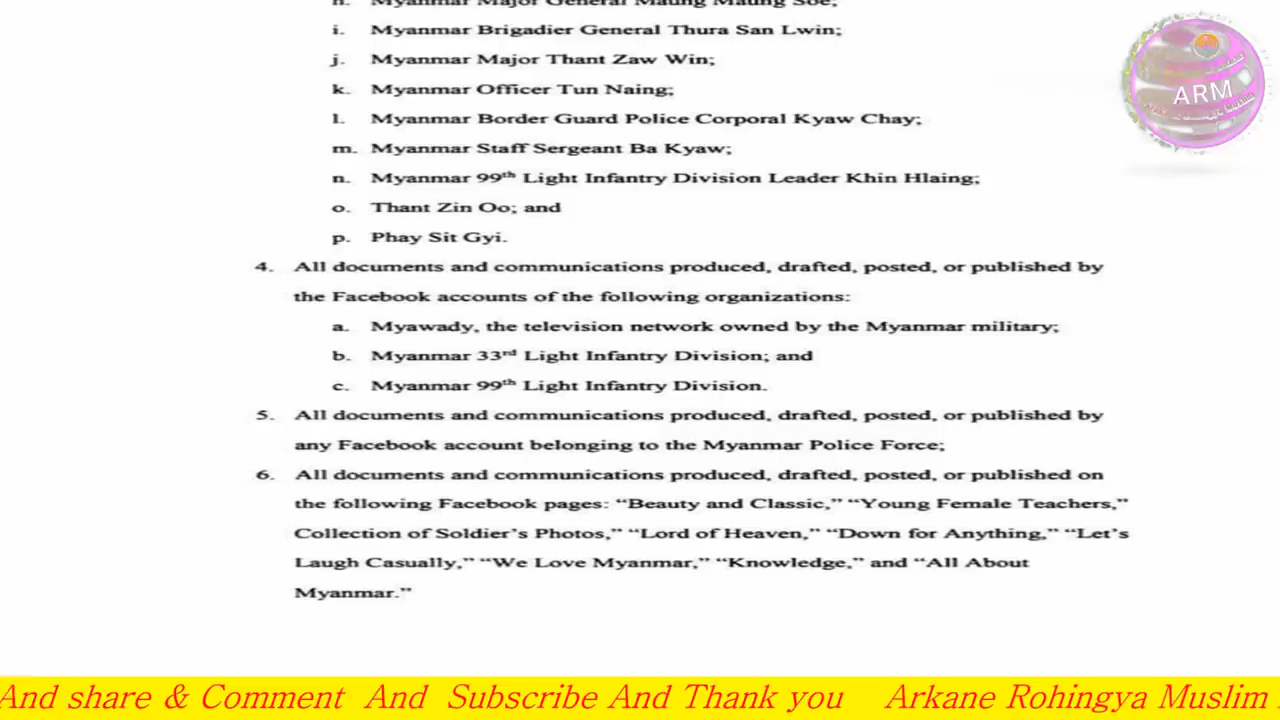 h. Myanmar Major General Maung Maung Soe;
i. Myanmar Brigadier General Thura San Lwin;
j. Myanmar Major Thant Zaw Win;
k. Myanmar Officer Tun Naing;
l. Myanmar Border Guard Police Corporal Kyaw Chay;
m. Myanmar Staff Sergeant Ba Kyaw;
n. Myanmar 99th Light Infantry Division Leader Khin Hlaing;
o. Thant Zin Oo; and
p. Phay Sit Gyi.
4. All documents and communications produced, drafted, posted, or published by
the Facebook accounts of the following organizations:
a. Myawady, the television network owned by the Myanmar military;
b. Myanmar 33rd Light Infantry Division; and
c. Myanmar 99th Light Infantry Division.
5. All documents and communications produced, drafted, posted, or published by
any Facebook account belonging to the Myanmar Police Force;
6. All documents and communications produced, drafted, posted, or published on
the following Facebook pages: “Beauty and Classic,” “Young Female Teachers,”
Collection of Soldier’s Photos,” “Lord of Heaven,” “Down for Anything,” “Let’s
Laugh Casually,” “We Love Myanmar,” “Knowledge,” and “All About
Myanmar.”
ARM
Muslim
And share & Comment And Subscribe And Thank you Arkane Rohingya Muslim